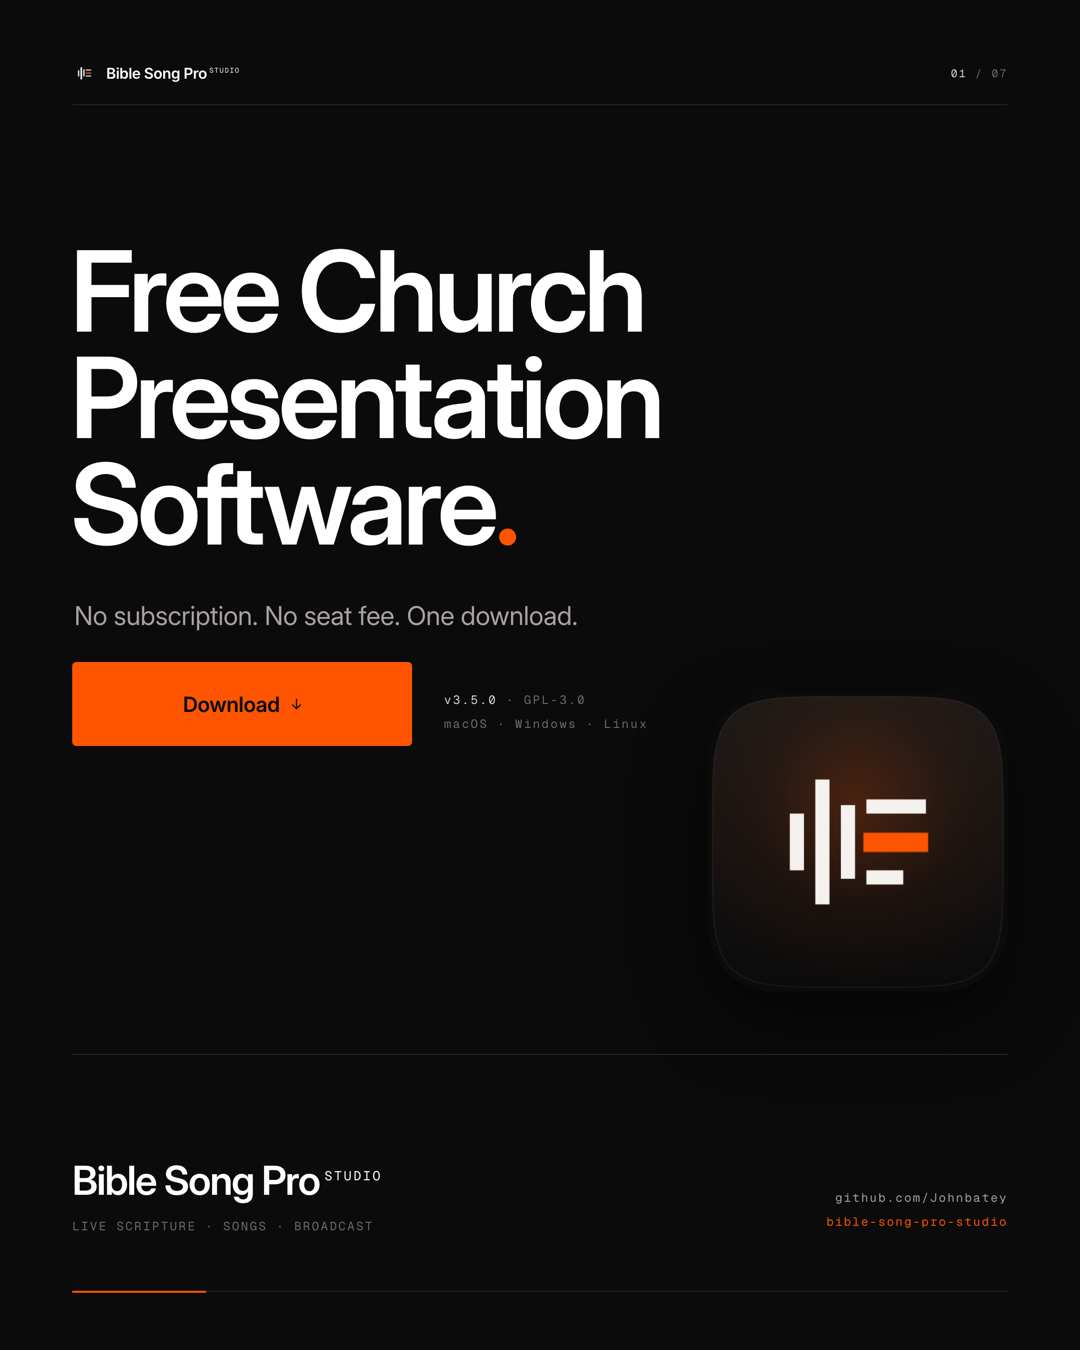 Bible Song Pro STUDIO
01 / 07
Free Church
Presentation
Software.
No subscription. No seat fee. One download.
Download ↓
v3.5.0 · GPL-3.0
macOS · Windows · Linux
Bible Song Pro STUDIO
LIVE SCRIPTURE · SONGS · BROADCAST
github.com/Johnbatey
bible-song-pro-studio